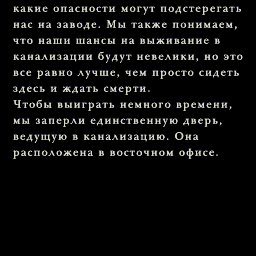 какие опасности могут подстерегать
нас на заводе. Мы также понимаем,
что наши шансы на выживание в
канализации будут невелики, но это
все равно лучше, чем просто сидеть
здесь и ждать смерти.
Чтобы выиграть немного времени,
мы заперли единственную дверь,
ведущую в канализацию. Она
расположена в восточном офисе.